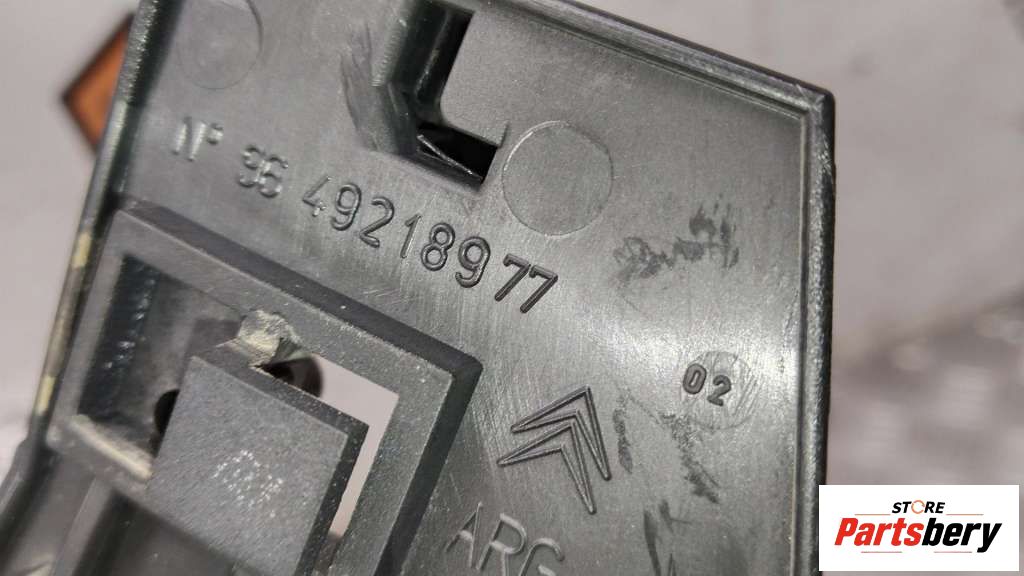 N° 96 49218977
02
ARG
STORE
Partsbery